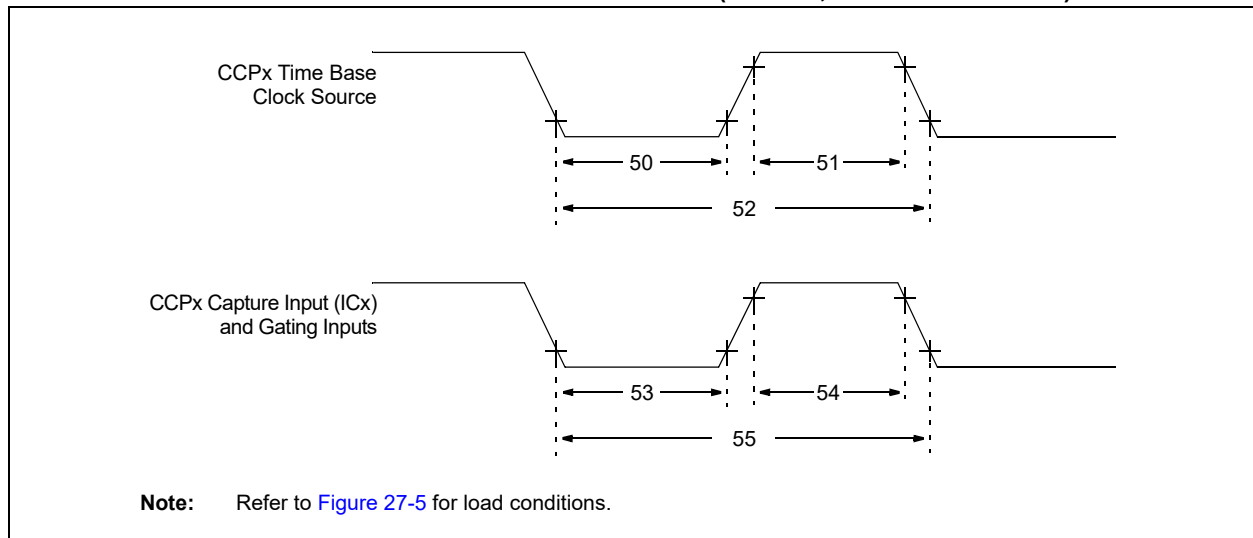 CCPx Time Base
Clock Source
50
51
52
CCPx Capture Input (ICx)
and Gating Inputs
53
54
55
Note: Refer to Figure 27-5 for load conditions.